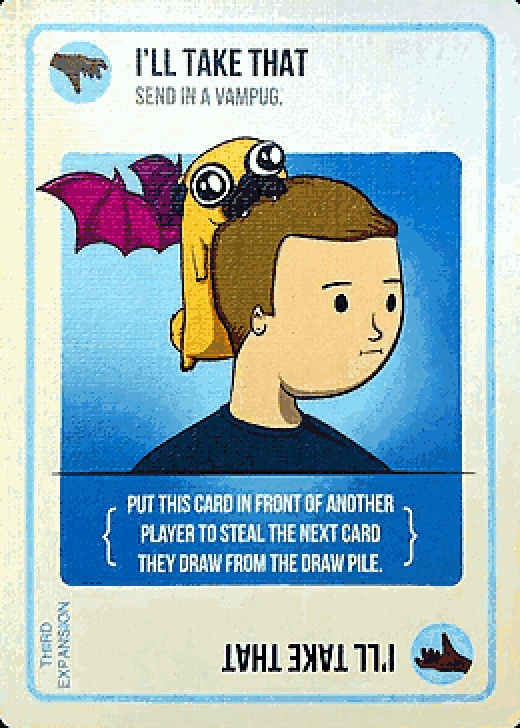 I'LL TAKE THAT
SEND IN A VAMPUG.
PUT THIS CARD IN FRONT OF ANOTHER
PLAYER TO STEAL THE NEXT CARD
THEY DRAW FROM THE DRAW PILE.
THIRD
EXPANSION
I'LL TAKE THAT